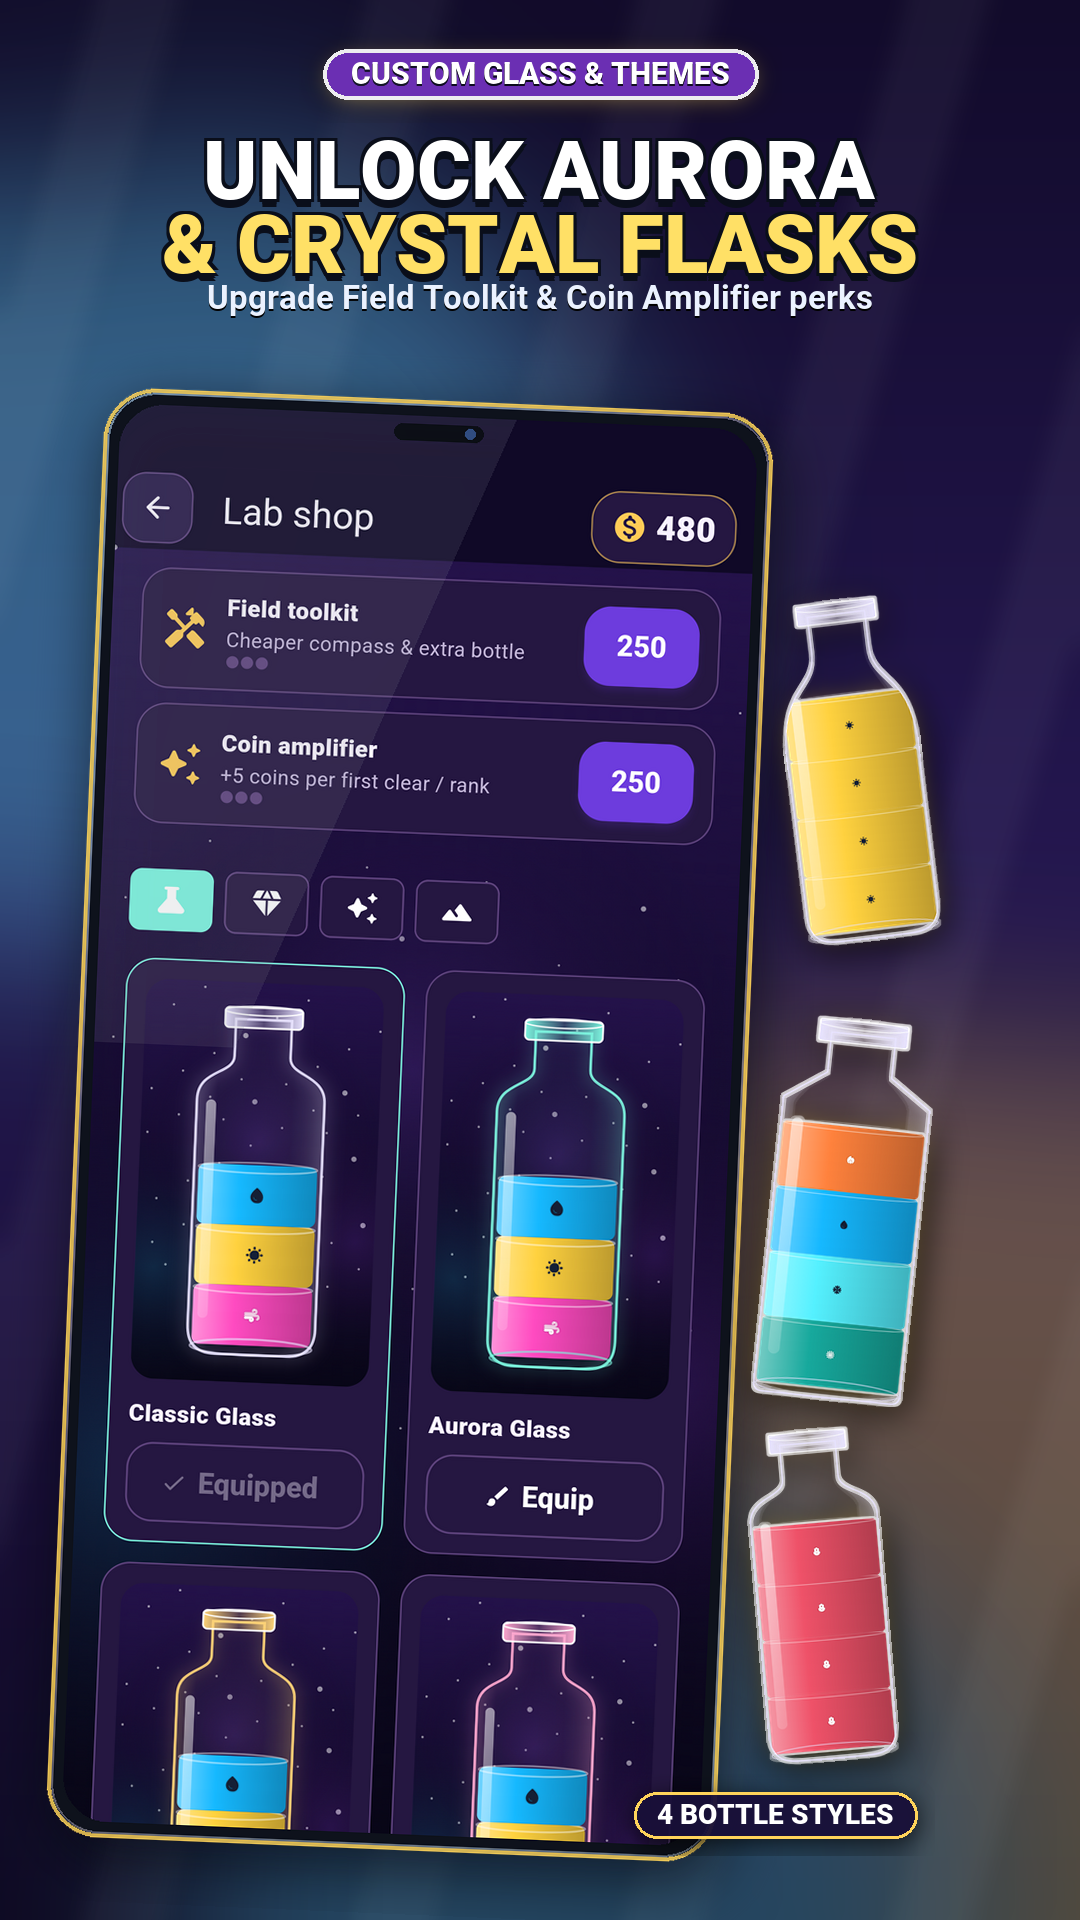 CUSTOM GLASS & THEMES
UNLOCK AURORA
& CRYSTAL FLASKS
Upgrade Field Toolkit & Coin Amplifier perks
Lab shop
480
Field toolkit
Cheaper compass & extra bottle
250
Coin amplifier
+5 coins per first clear / rank
250
Classic Glass
Equipped
Aurora Glass
Equip
4 BOTTLE STYLES